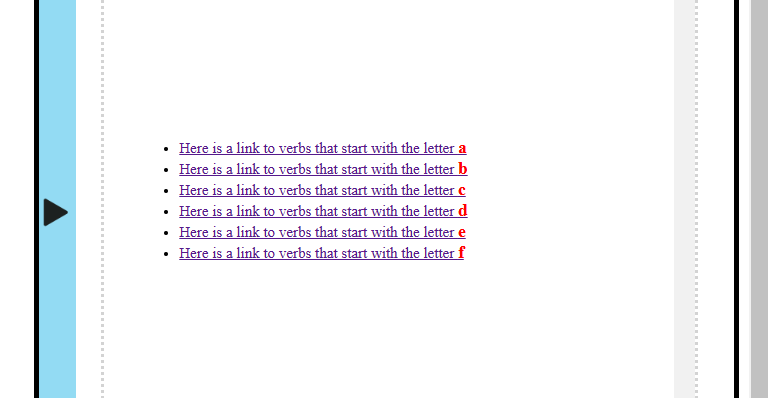 Here is a link to verbs that start with the letter a
Here is a link to verbs that start with the letter b
Here is a link to verbs that start with the letter c
Here is a link to verbs that start with the letter d
Here is a link to verbs that start with the letter e
Here is a link to verbs that start with the letter f